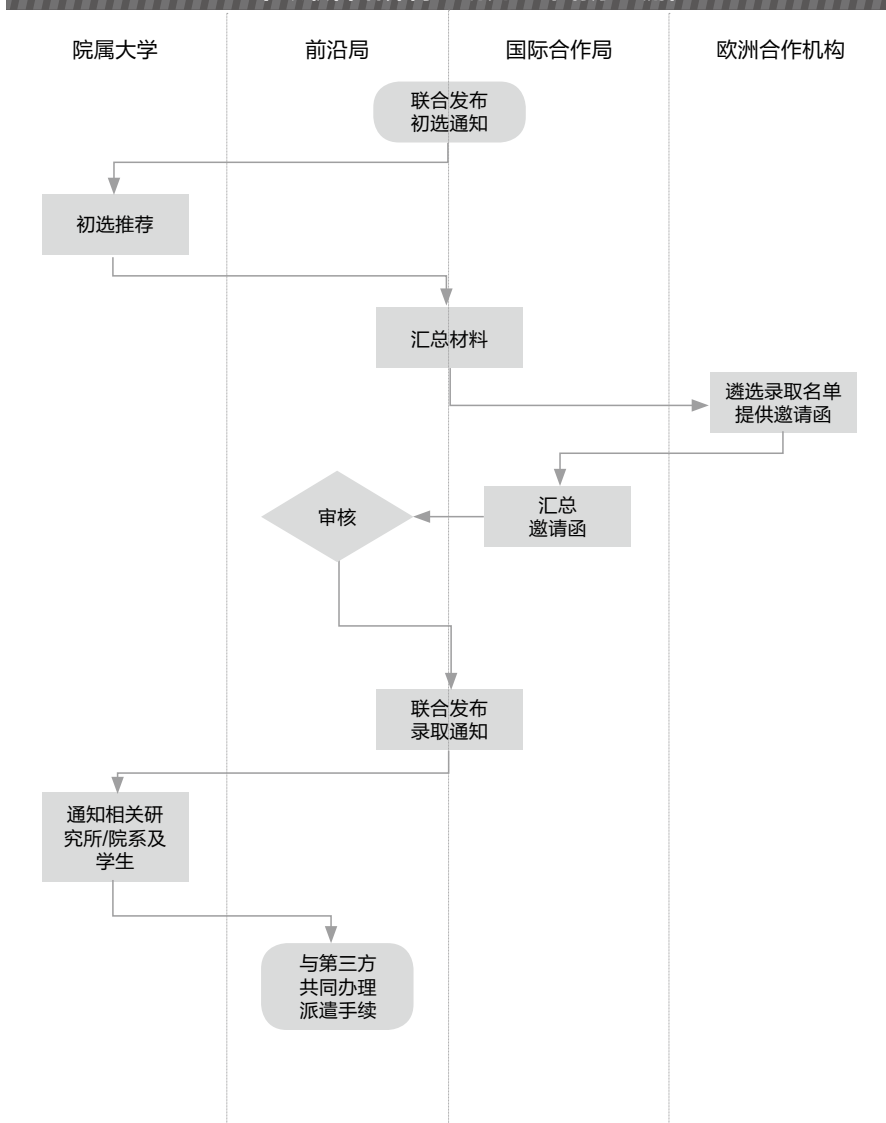 院属大学
前沿局
国际合作局
欧洲合作机构
联合发布
初选通知
初选推荐
汇总材料
遴选录取名单
提供邀请函
汇总
邀请函
审核
联合发布
录取通知
通知相关研
究所/院系及
学生
与第三方
共同办理
派遣手续